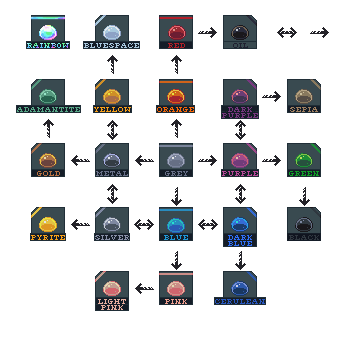 RAINBOW BLUESPACE RED OIL
ADAMANTITE YELLOW ORANGE DARK PURPLE SEPIA
GOLD METAL GREY PURPLE GREEN
PYRITE SILVER BLUE DARK BLUE BLACK
LIGHT PINK PINK CERULEAN